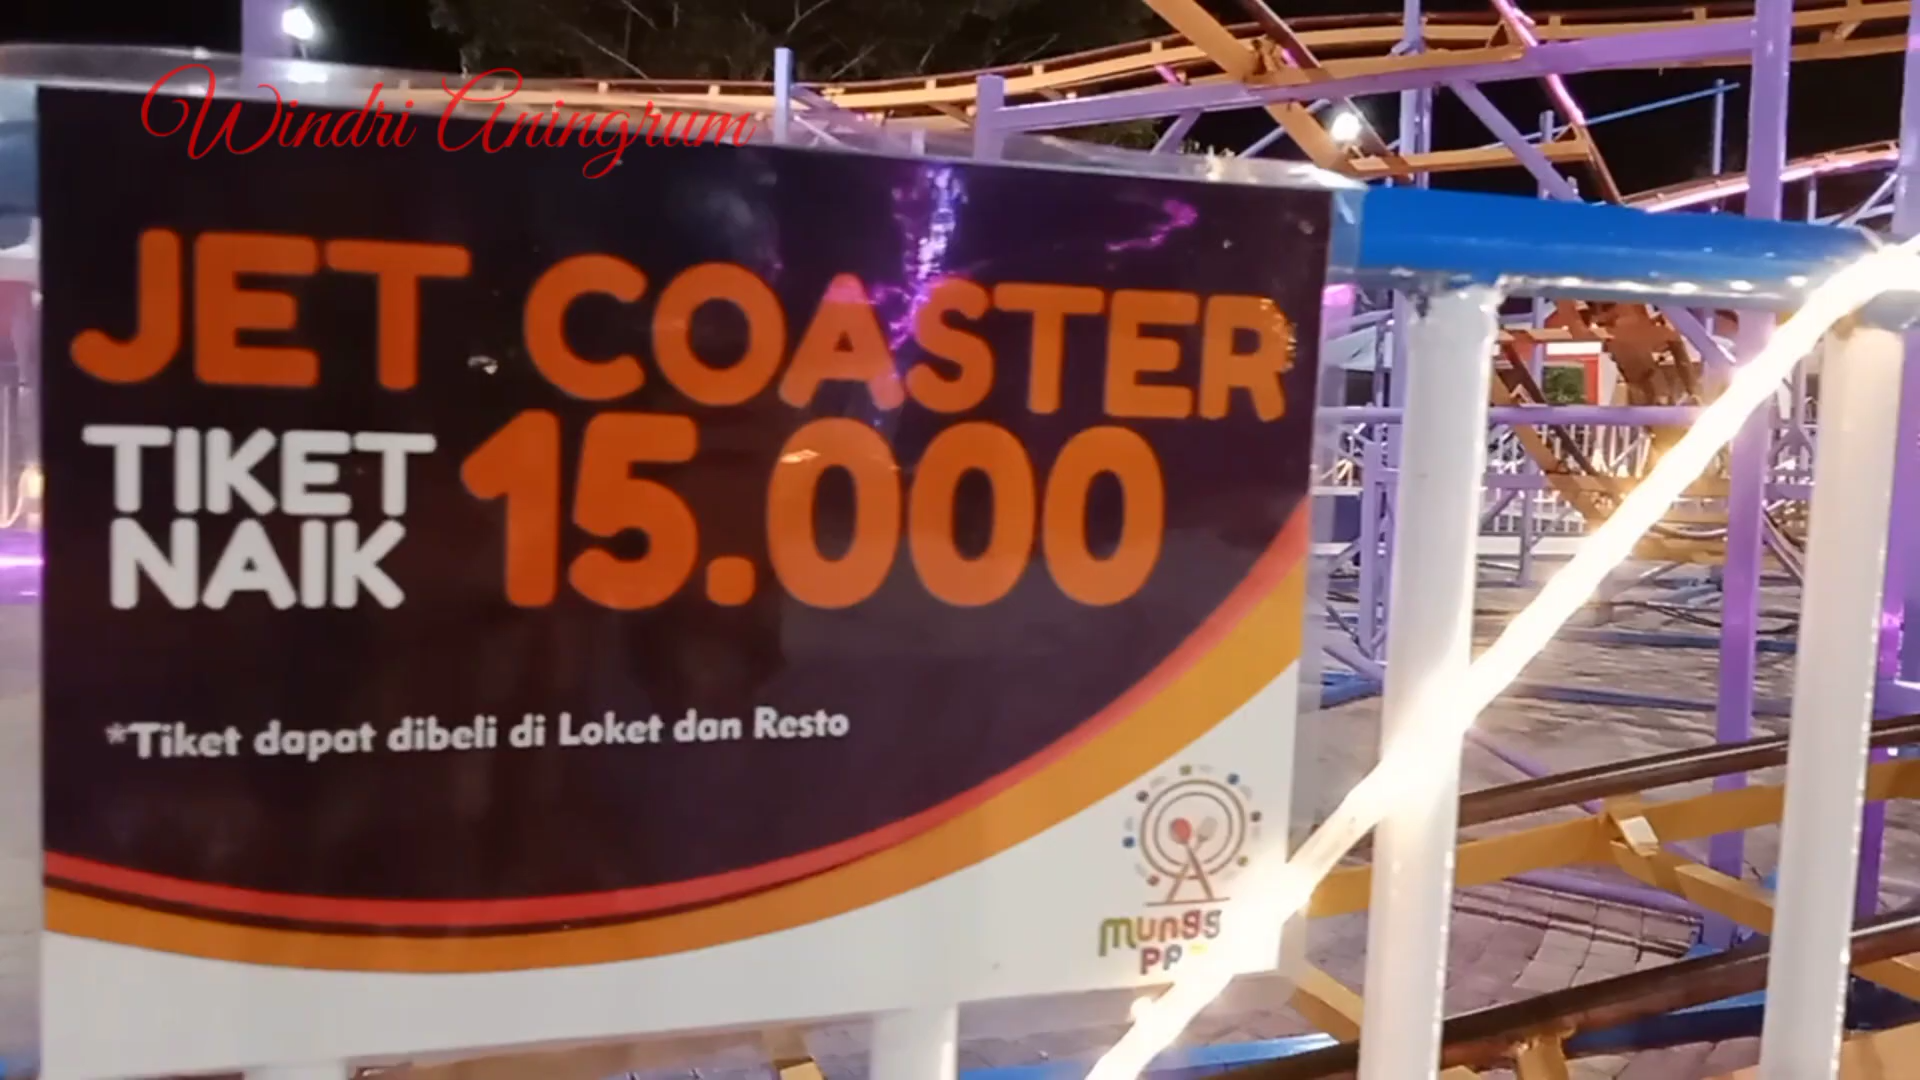 Windri Aningrum
JET COASTER
TIKET NAIK 15.000
*Tiket dapat dibeli di Loket dan Resto